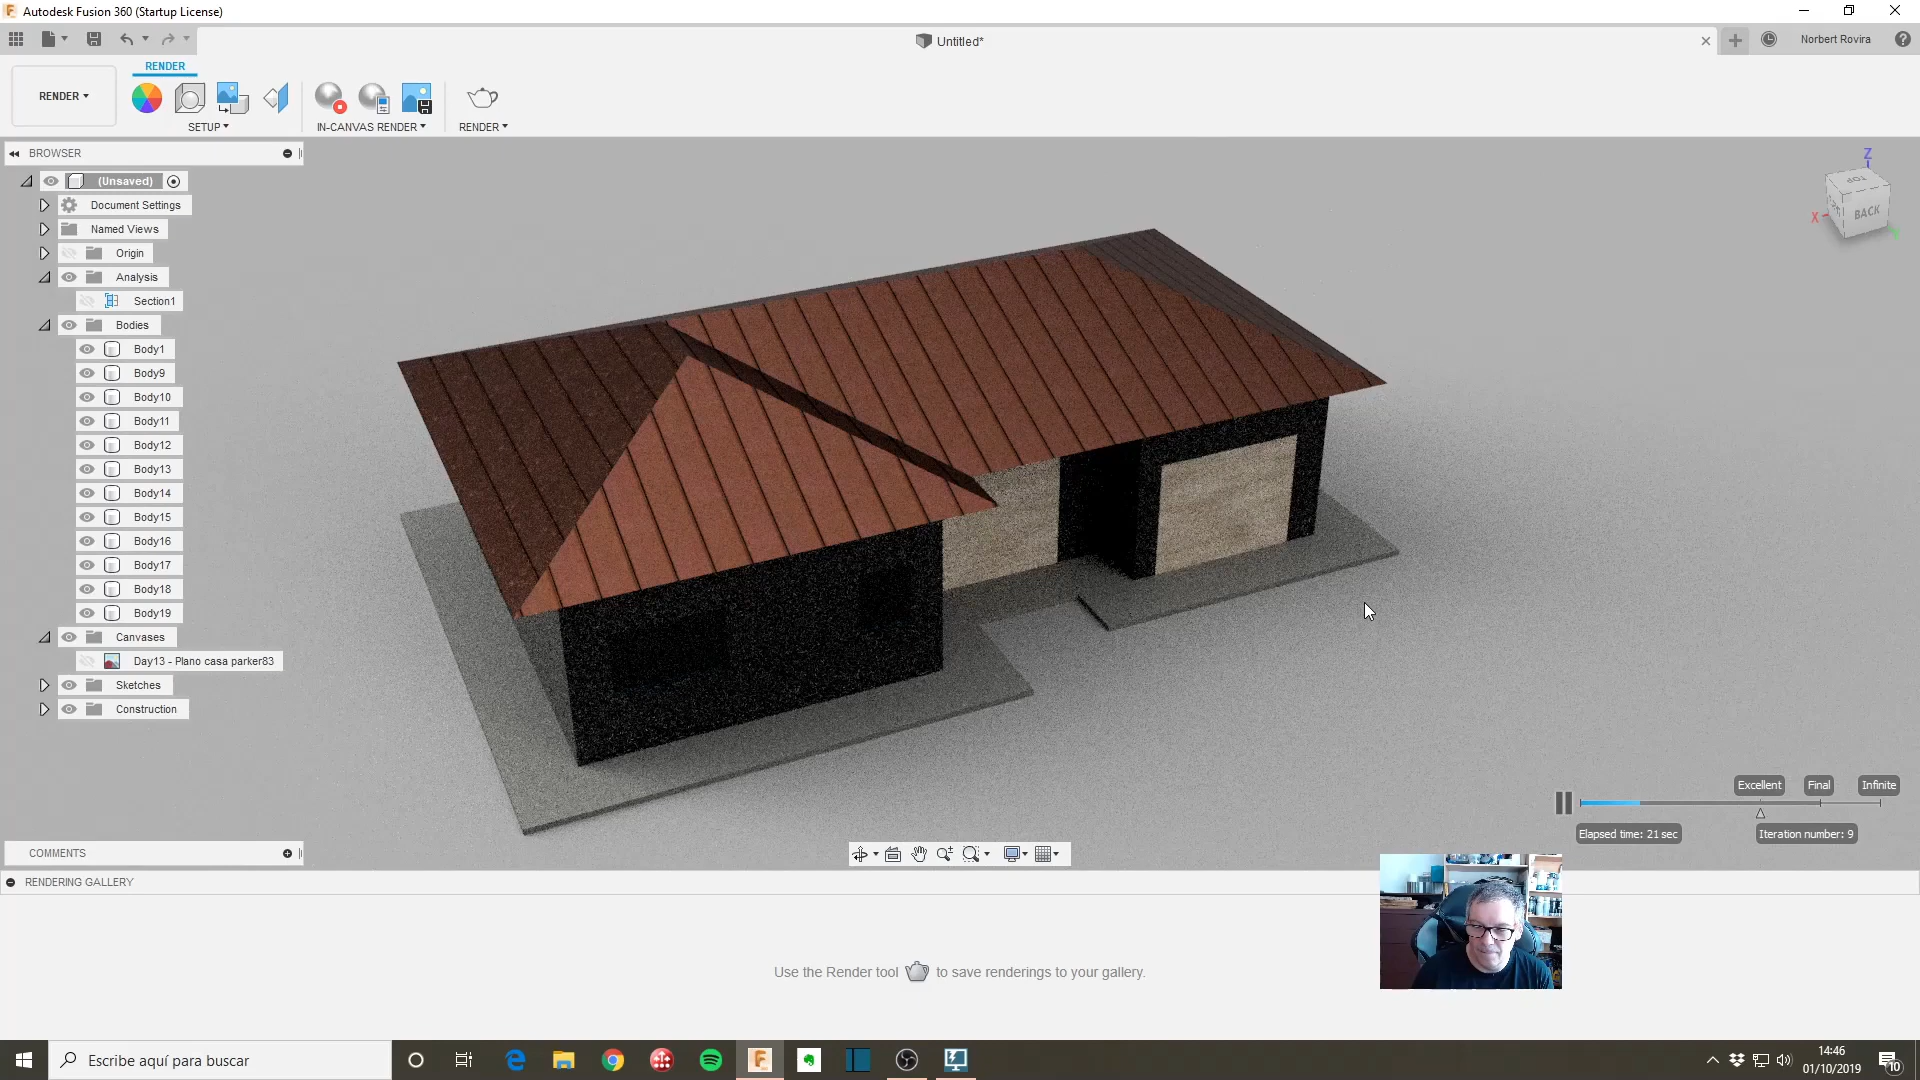 Autodesk Fusion 360 (Startup License)
Untitled*
Norbert Rovira
RENDER
RENDER
SETUP
IN-CANVAS RENDER
RENDER
BROWSER
(Unsaved)
Document Settings
Named Views
Origin
Analysis
Section1
Bodies
Body1
Body9
Body10
Body11
Body12
Body13
Body14
Body15
Body16
Body17
Body18
Body19
Canvases
Day13 - Plano casa parker83
Sketches
Construction
Z
TOP
BACK
X
Excellent Final Infinite
Elapsed time: 21 sec Iteration number: 9
COMMENTS
RENDERING GALLERY
Use the Render tool to save renderings to your gallery.
Escribe aquí para buscar
14:46
01/10/2019
10